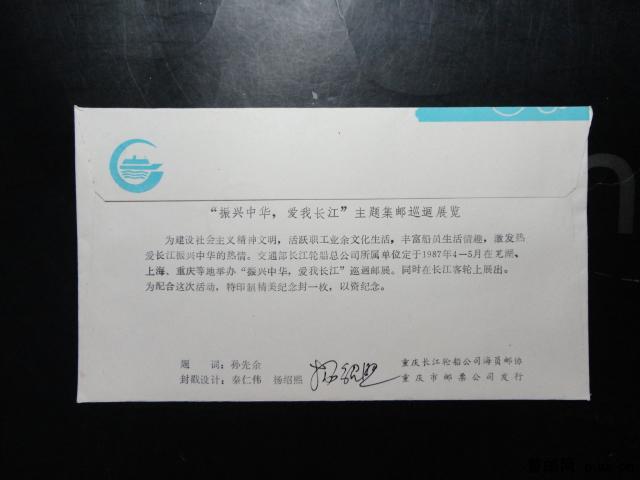 “振兴中华，爱我长江”主题集邮巡迴展览
为建设社会主义精神文明，活跃职工业余文化生活，丰富船员生活情趣，激发热
爱长江振兴中华的热情。交通部长江轮船总公司所属单位定于1987年4—5月在芜湖、
上海、重庆等地举办“振兴中华，爱我长江”巡迴邮展。同时在长江客轮上展出。
为配合这次活动，特印制精美纪念封一枚，以资纪念。
题 词：孙先余
重庆长江轮船公司海员邮协
封戳设计：秦仁伟 扬绍熙
重庆市邮票公司发行